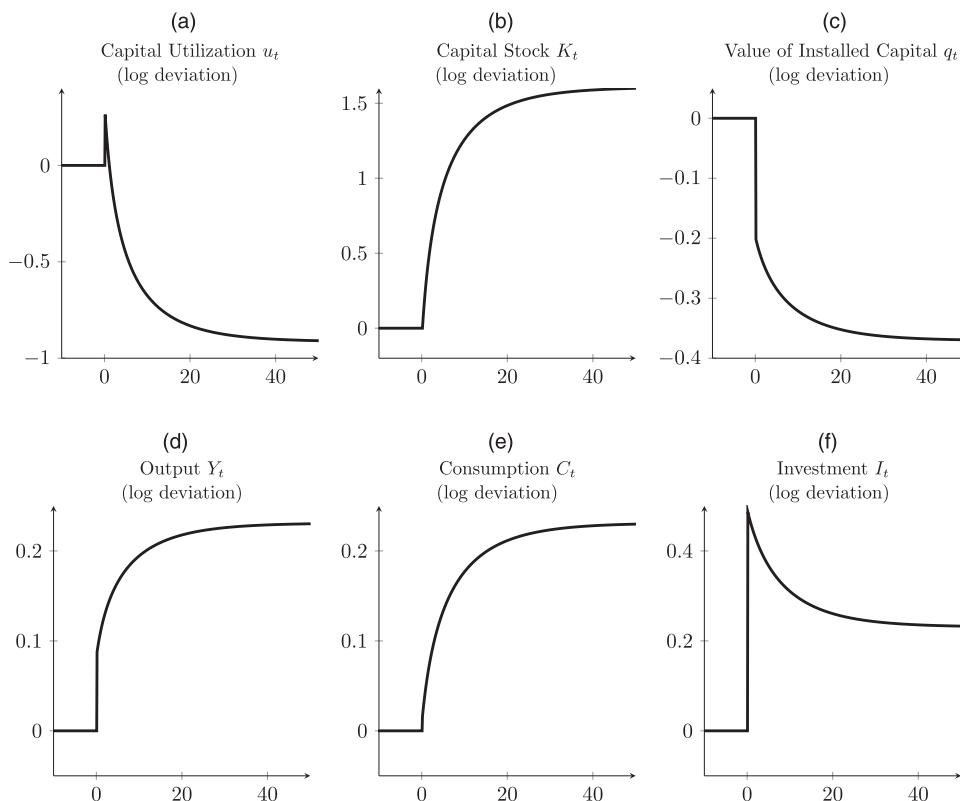 (a)
Capital Utilization u_t
(log deviation)
0
−0.5
−1
0 20 40
(b)
Capital Stock K_t
(log deviation)
1.5
1
0.5
0
0 20 40
(c)
Value of Installed Capital q_t
(log deviation)
0
−0.1
−0.2
−0.3
−0.4
0 20 40
(d)
Output Y_t
(log deviation)
0.2
0.1
0
0 20 40
(e)
Consumption C_t
(log deviation)
0.2
0.1
0
0 20 40
(f)
Investment I_t
(log deviation)
0.4
0.2
0
0 20 40